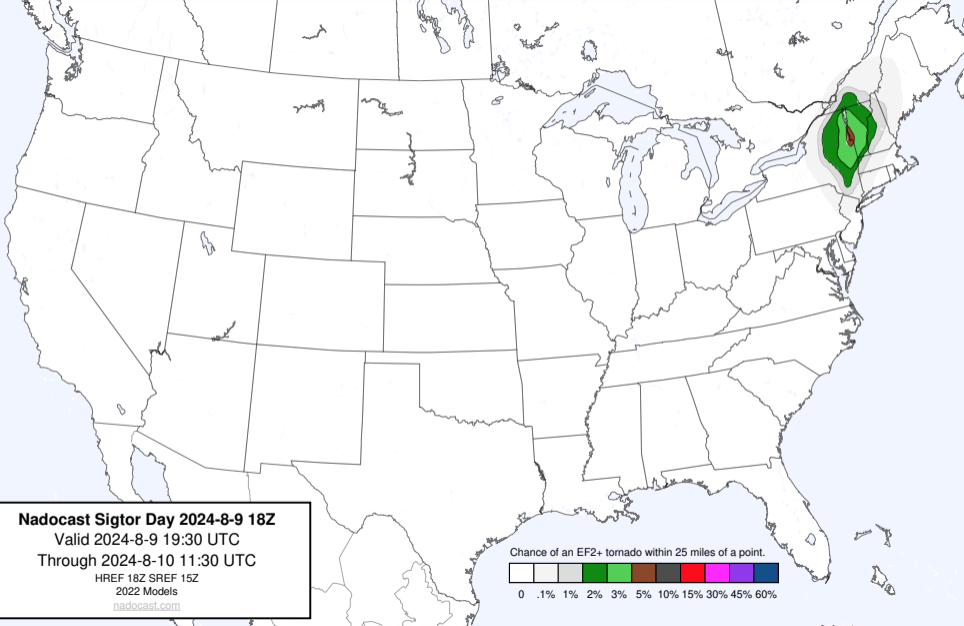 Nadocast Sigtor Day 2024-8-9 18Z
Valid 2024-8-9 19:30 UTC
Through 2024-8-10 11:30 UTC
HREF 18Z SREF 15Z
2022 Models
nadocast.com
Chance of an EF2+ tornado within 25 miles of a point.
0 .1% 1% 2% 3% 5% 10% 15% 30% 45% 60%